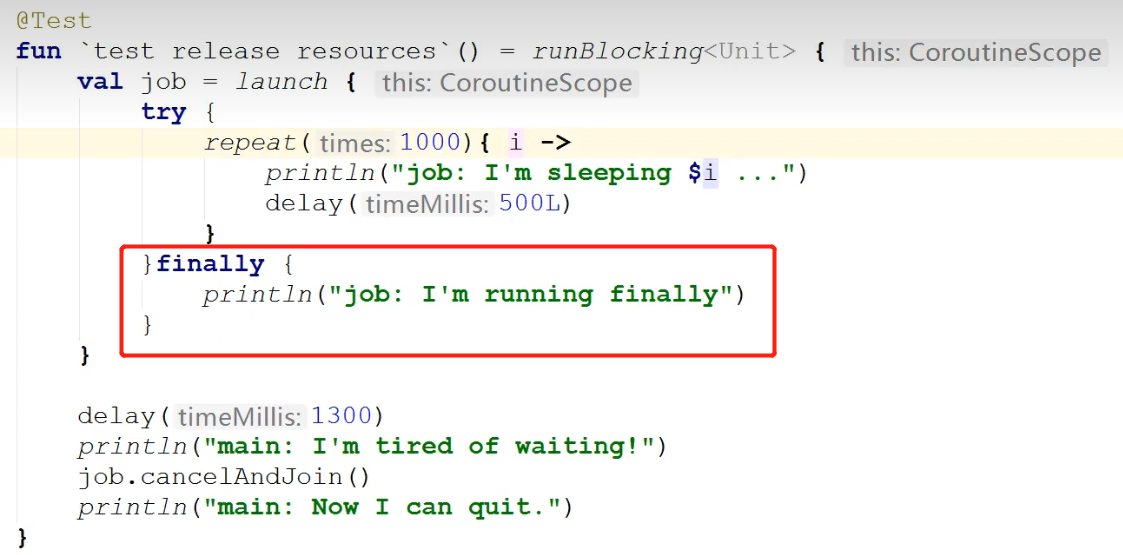 @Test
fun `test release resources`() = runBlocking<Unit> { this: CoroutineScope
val job = launch { this: CoroutineScope
try {
repeat( times: 1000){ i ->
println("job: I'm sleeping $i ...")
delay( timeMillis: 500L)
}
}finally {
println("job: I'm running finally")
}
}
delay( timeMillis: 1300)
println("main: I'm tired of waiting!")
job.cancelAndJoin()
println("main: Now I can quit.")
}